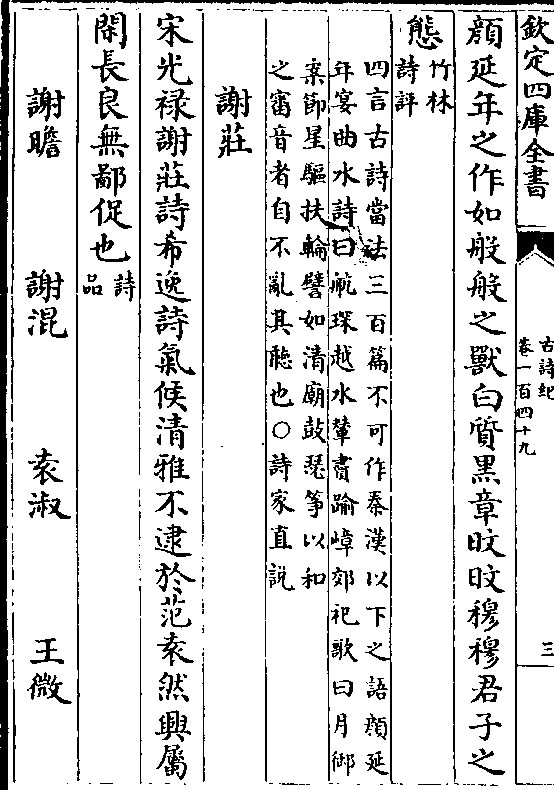 欽定四庫全書
古詩紀
卷一百四十九
三
顔延年之作如般般之獸白質黒章旼旼穆穆君子之
態竹林
詩評
四言古詩當法三百篇不可作秦漢以下之語顔延
年宴曲水詩曰航琛越水輦賮踰嶂郊祀歌曰月御
案節星驅扶輪譬如清廟鼓瑟箏以和
之審音者自不亂其聴也○詩家直説
謝莊
宋光禄謝莊詩希逸詩氣候清雅不逮於范袁然興屬
閒長良無鄙促也詩
品
謝瞻 謝混 袁淑 王微